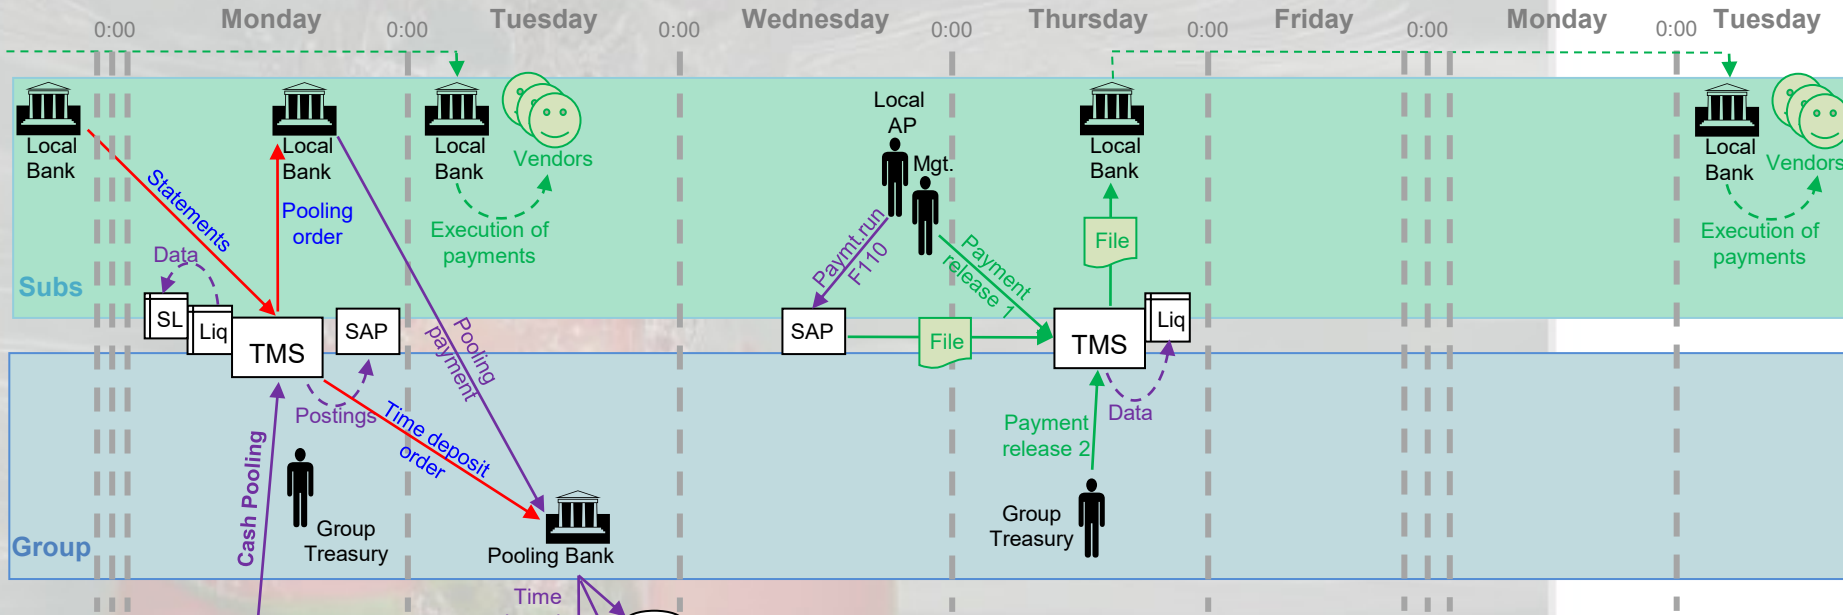 Monday
Tuesday
Wednesday
Thursday
Friday
Monday
Tuesday
0:00
0:00
0:00
0:00
0:00
0:00
0:00
Local
Bank
Statements
Data
SL
Liq
TMS
Local
Bank
Pooling
order
SAP
Postings
Local
Bank
Vendors
Execution of
payments
Pooling
payment
Time deposit
order
Cash Pooling
Group
Treasury
Pooling Bank
Time
Local
AP
Mgt.
Paymt.run
F110
SAP
File
Payment
release 1
Local
Bank
File
TMS
Liq
Data
Payment
release 2
Group
Treasury
Local
Bank
Vendors
Execution of
payments
Subs
Group